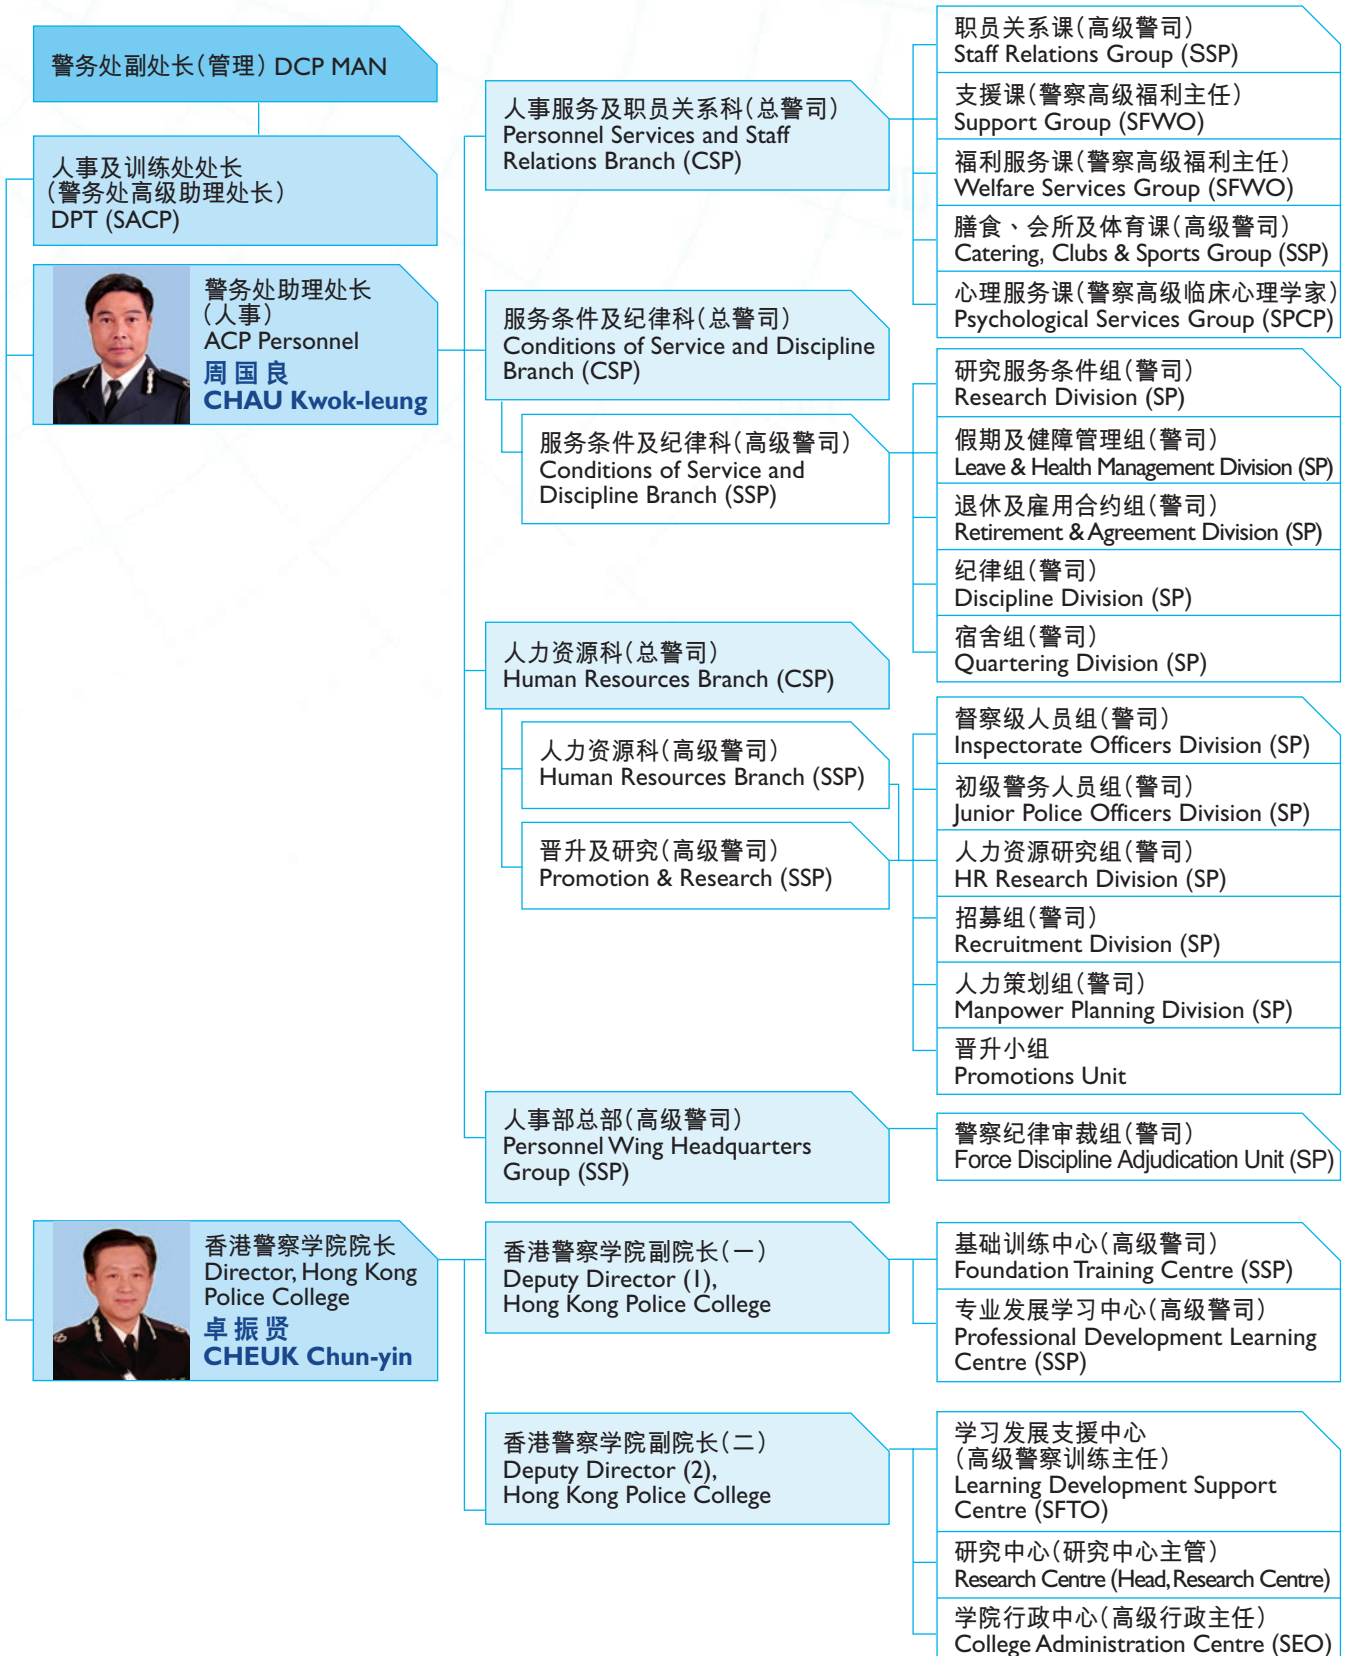 警务处副处长(管理) DCP MAN
人事及训练处处长
(警务处高级助理处长)
DPT (SACP)
警务处助理处长
(人事)
ACP Personnel
周国良
CHAU Kwok-leung
人事服务及职员关系科(总警司)
Personnel Services and Staff
Relations Branch (CSP)
职员关系课(高级警司)
Staff Relations Group (SSP)
支援课(警察高级福利主任)
Support Group (SFWO)
福利服务课(警察高级福利主任)
Welfare Services Group (SFWO)
膳食、会所及体育课(高级警司)
Catering, Clubs & Sports Group (SSP)
心理服务课(警察高级临床心理学家)
Psychological Services Group (SPCP)
服务条件及纪律科(总警司)
Conditions of Service and Discipline
Branch (CSP)
服务条件及纪律科(高级警司)
Conditions of Service and
Discipline Branch (SSP)
研究服务条件组(警司)
Research Division (SP)
假期及健障管理组(警司)
Leave & Health Management Division (SP)
退休及雇用合约组(警司)
Retirement & Agreement Division (SP)
纪律组(警司)
Discipline Division (SP)
宿舍组(警司)
Quartering Division (SP)
人力资源科(总警司)
Human Resources Branch (CSP)
人力资源科(高级警司)
Human Resources Branch (SSP)
晋升及研究(高级警司)
Promotion & Research (SSP)
督察级人员组(警司)
Inspectorate Officers Division (SP)
初级警务人员组(警司)
Junior Police Officers Division (SP)
人力资源研究组(警司)
HR Research Division (SP)
招募组(警司)
Recruitment Division (SP)
人力策划组(警司)
Manpower Planning Division (SP)
晋升小组
Promotions Unit
人事部总部(高级警司)
Personnel Wing Headquarters
Group (SSP)
警察纪律审裁组(警司)
Force Discipline Adjudication Unit (SP)
香港警察学院院长
Director, Hong Kong
Police College
卓振贤
CHEUK Chun-yin
香港警察学院副院长(一)
Deputy Director (1),
Hong Kong Police College
基础训练中心(高级警司)
Foundation Training Centre (SSP)
专业发展学习中心(高级警司)
Professional Development Learning
Centre (SSP)
香港警察学院副院长(二)
Deputy Director (2),
Hong Kong Police College
学习发展支援中心
(高级警察训练主任)
Learning Development Support
Centre (SFTO)
研究中心(研究中心主管)
Research Centre (Head, Research Centre)
学院行政中心(高级行政主任)
College Administration Centre (SEO)